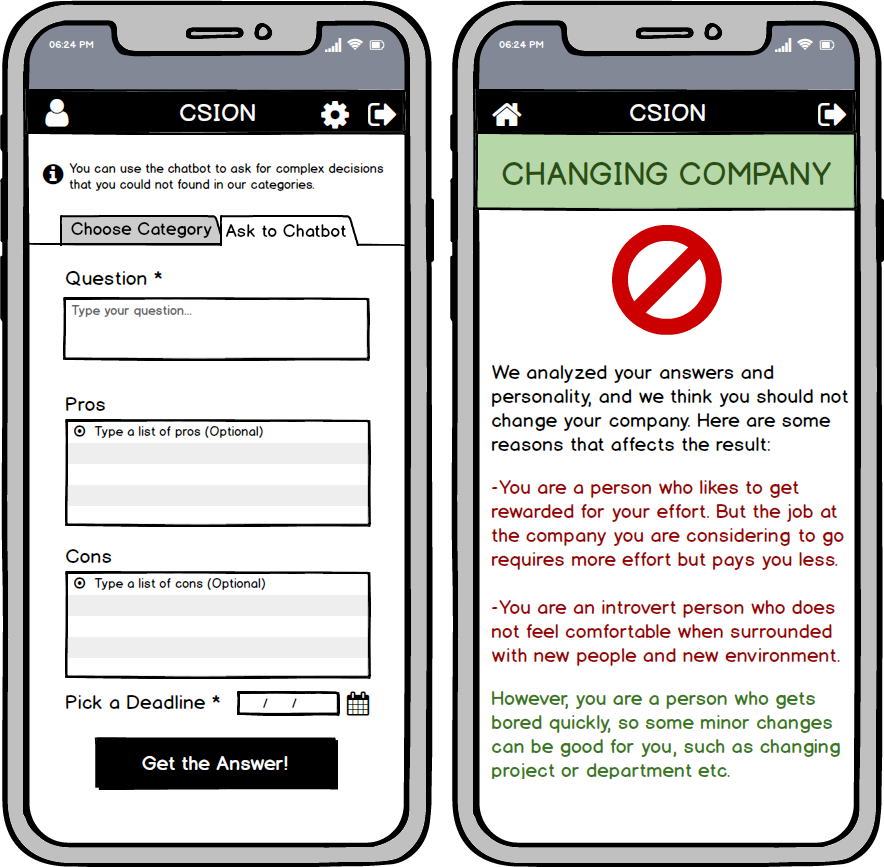 06:24 PM
CSION
You can use the chatbot to ask for complex decisions
that you could not found in our categories.
Choose Category
Ask to Chatbot
Question *
Type your question...
Pros
Type a list of pros (Optional)
Cons
Type a list of cons (Optional)
Pick a Deadline *
/ /
Get the Answer!
06:24 PM
CSION
CHANGING COMPANY
We analyzed your answers and
personality, and we think you should not
change your company. Here are some
reasons that affects the result:
-You are a person who likes to get
rewarded for your effort. But the job at
the company you are considering to go
requires more effort but pays you less.
-You are an introvert person who does
not feel comfortable when surrounded
with new people and new environment.
However, you are a person who gets
bored quickly, so some minor changes
can be good for you, such as changing
project or department etc.